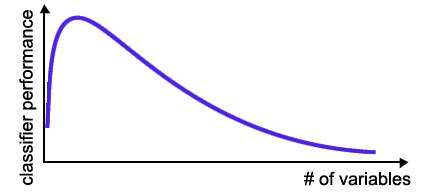 classifier performance
# of variables